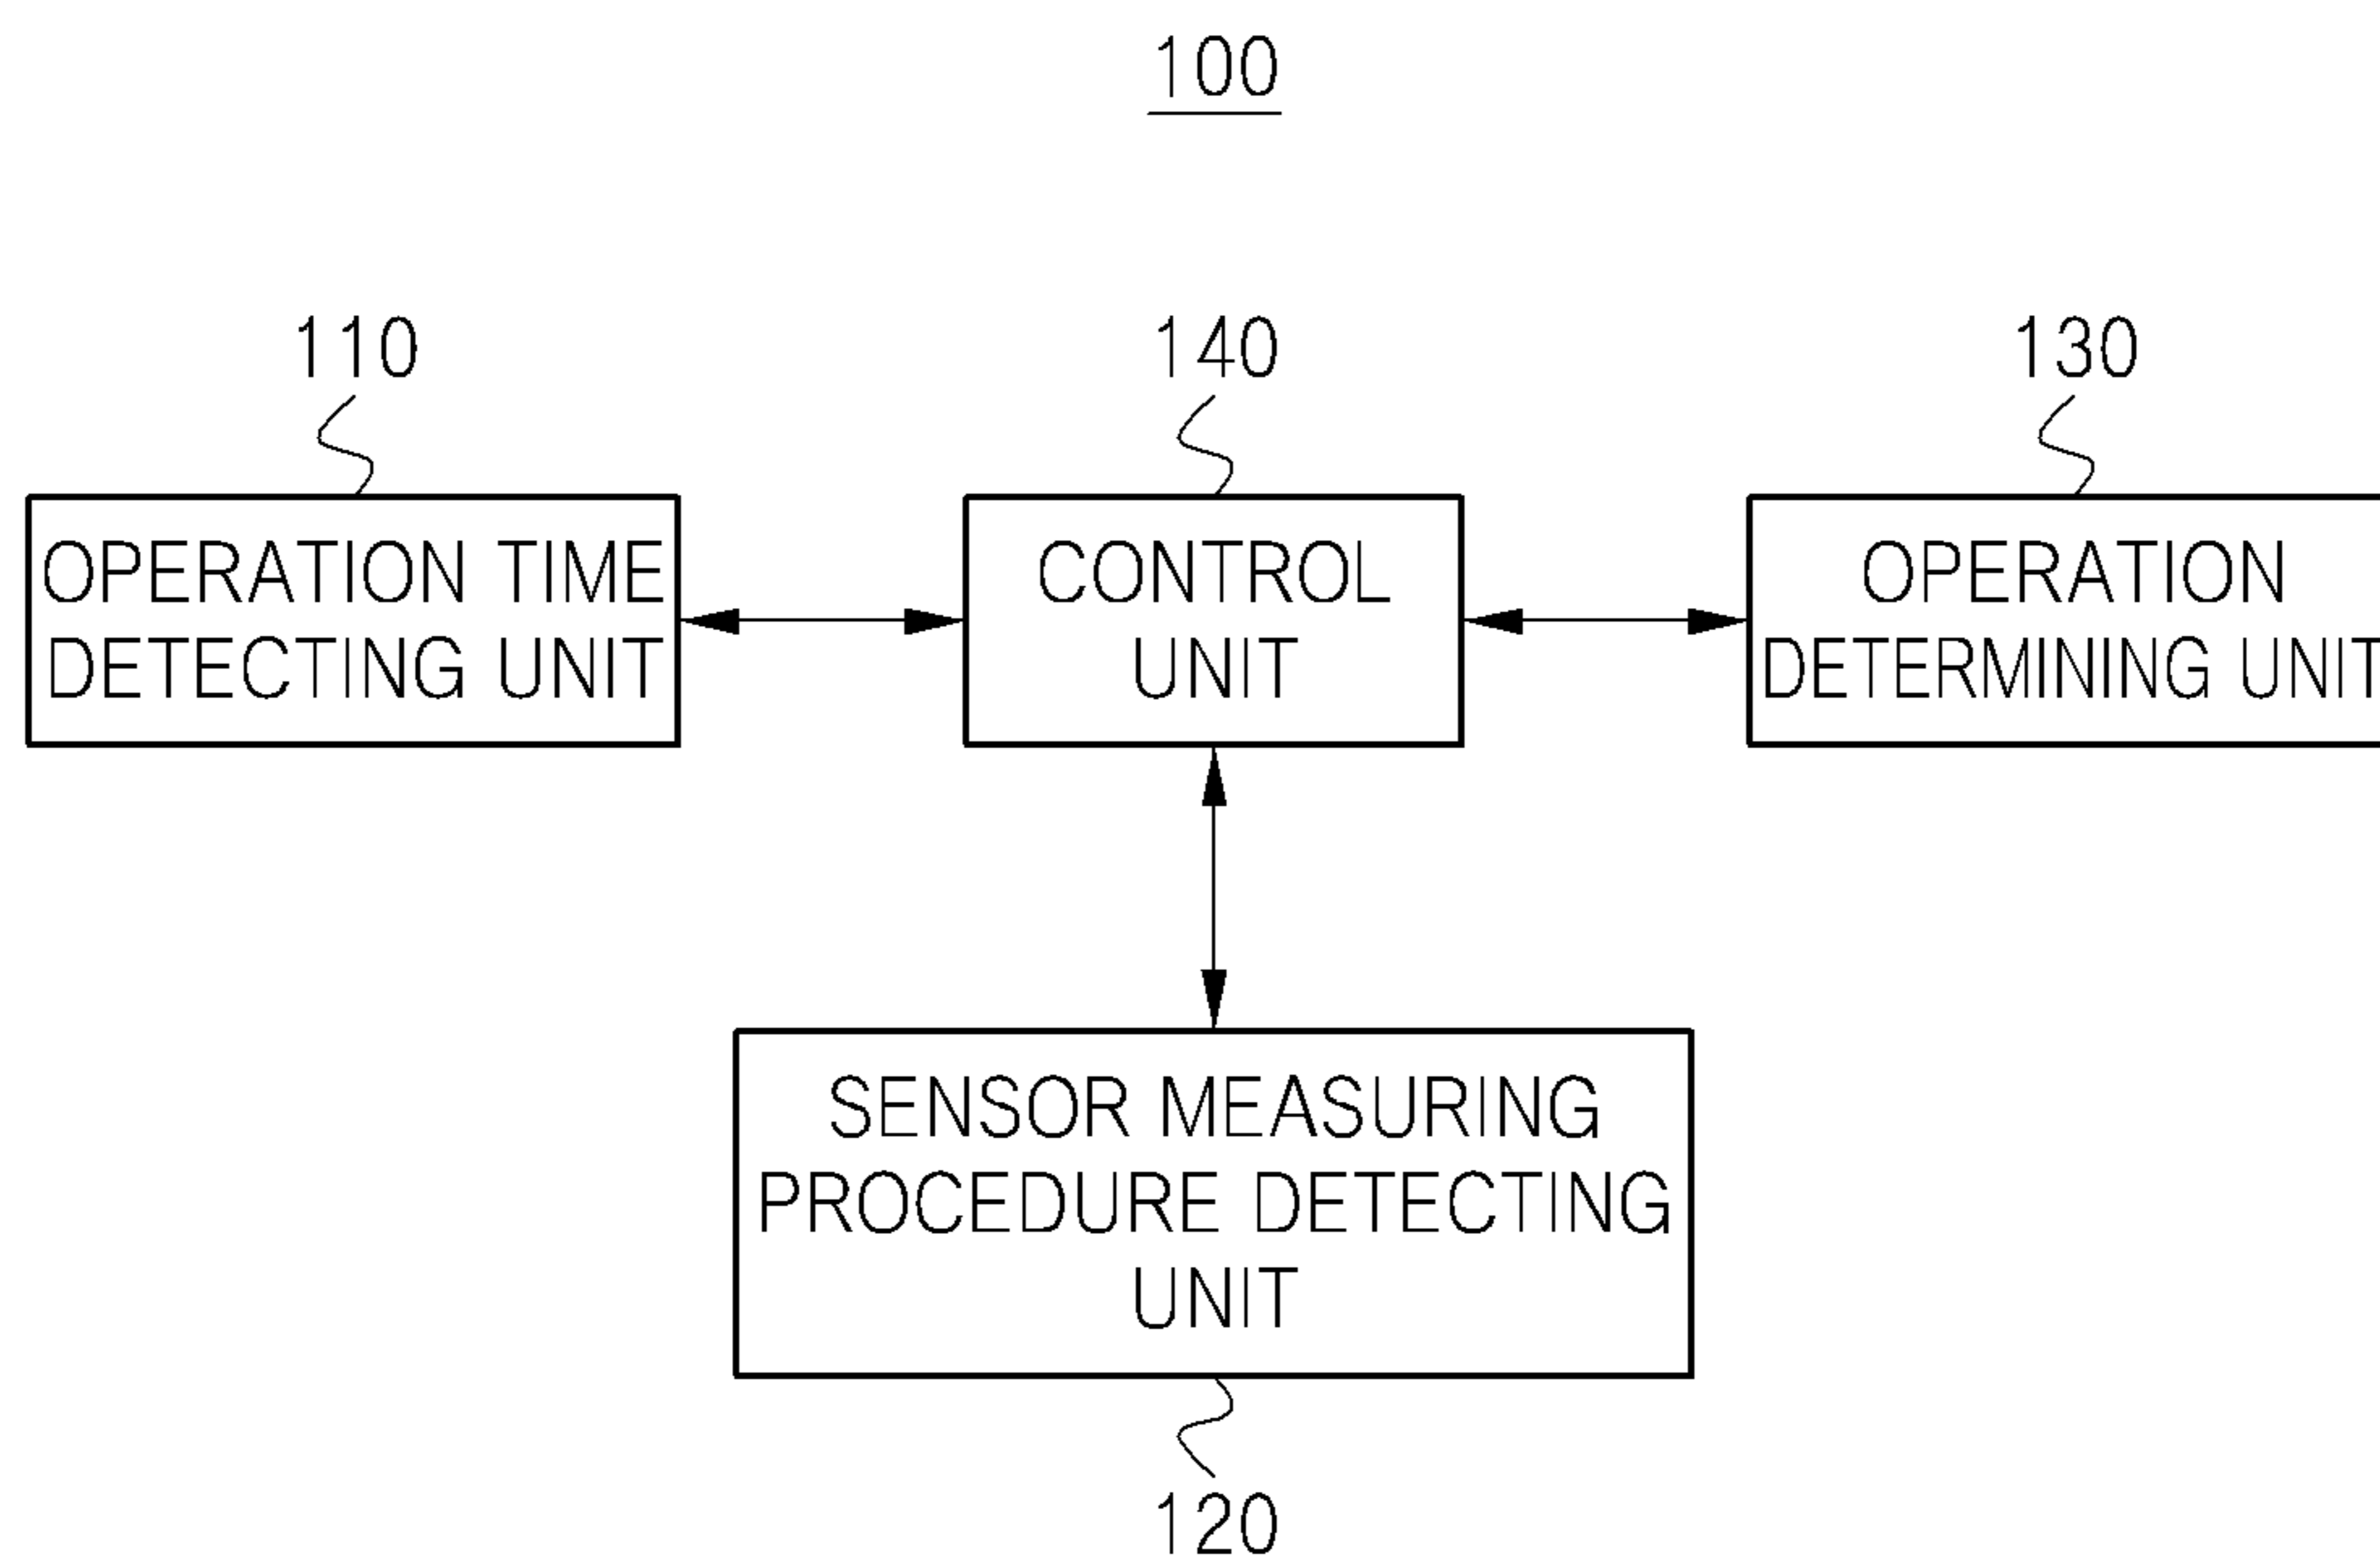 100
110
140
130
OPERATION TIME
DETECTING UNIT
CONTROL
UNIT
OPERATION
DETERMINING UNIT
SENSOR MEASURING
PROCEDURE DETECTING
UNIT
120